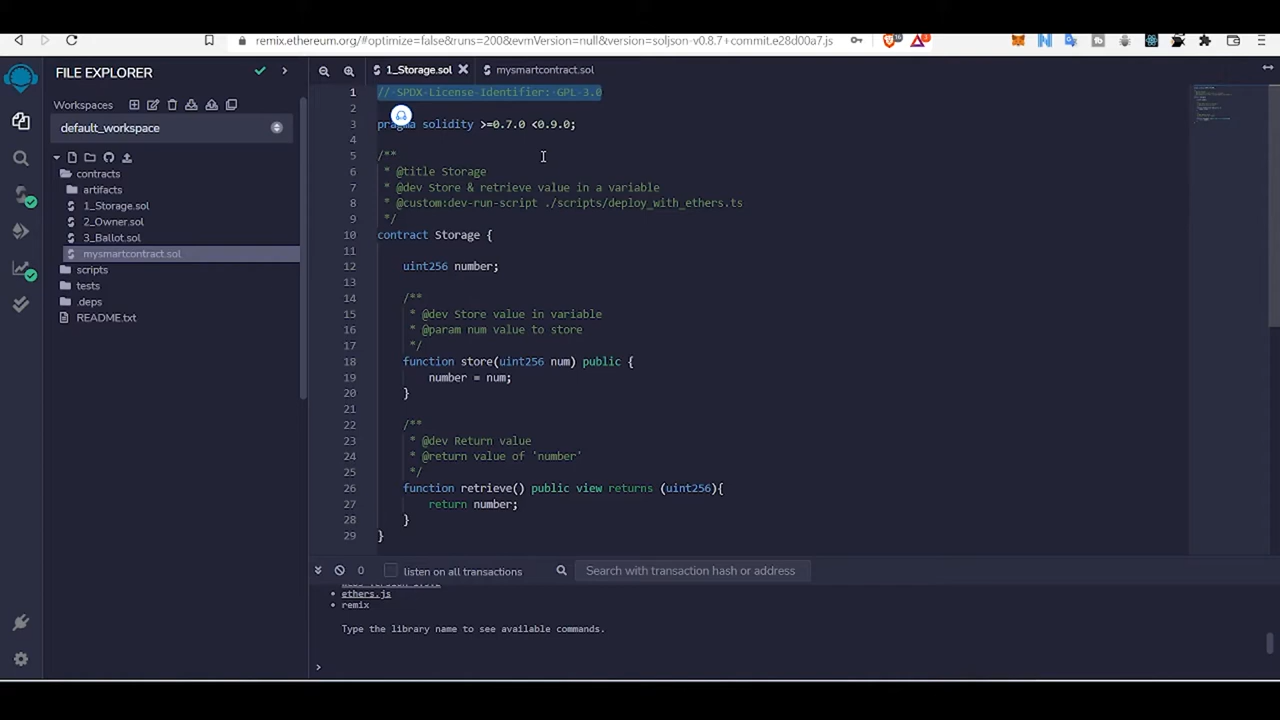 remix.ethereum.org/#optimize=false&runs=200&evmVersion=null&version=soljson-v0.8.7+commit.e28d00a7.js
FILE EXPLORER
Workspaces
default_workspace
contracts
artifacts
1_Storage.sol
2_Owner.sol
3_Ballot.sol
mysmartcontract.sol
scripts
tests
.deps
README.txt
1_Storage.sol
mysmartcontract.sol
1 // SPDX-License-Identifier: GPL-3.0
2
3 pragma solidity >=0.7.0 <0.9.0;
4
5 /**
6 * @title Storage
7 * @dev Store & retrieve value in a variable
8 * @custom:dev-run-script ./scripts/deploy_with_ethers.ts
9 */
10 contract Storage {
11
12 uint256 number;
13
14 /**
15 * @dev Store value in variable
16 * @param num value to store
17 */
18 function store(uint256 num) public {
19 number = num;
20 }
21
22 /**
23 * @dev Return value
24 * @return value of 'number'
25 */
26 function retrieve() public view returns (uint256){
27 return number;
28 }
29 }
0 listen on all transactions Search with transaction hash or address
• ethers.js
• remix
Type the library name to see available commands.
>